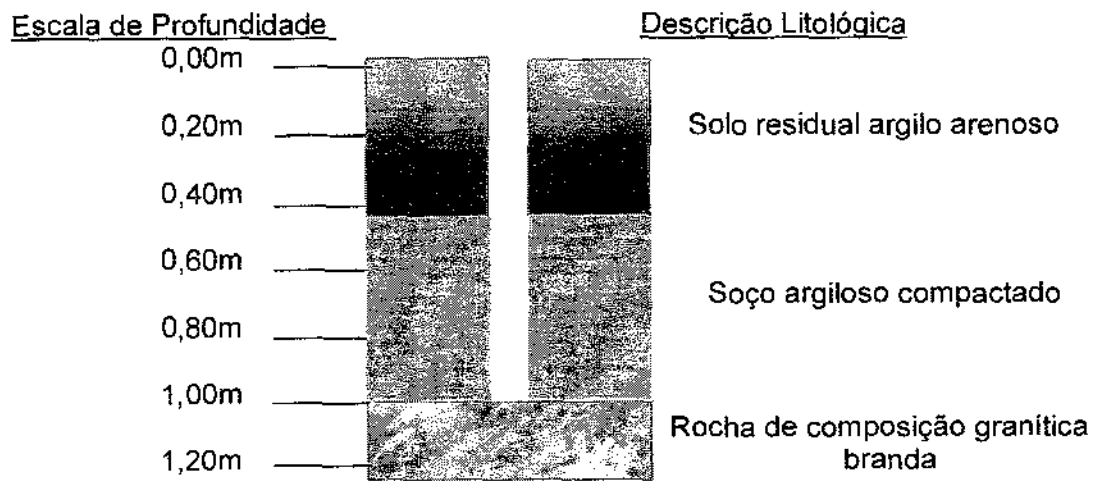 Escala de Profundidade
Descrição Litológica
0,00m
0,20m
Solo residual argilo arenoso
0,40m
0,60m
Soço argiloso compactado
0,80m
1,00m
Rocha de composição granítica
branda
1,20m